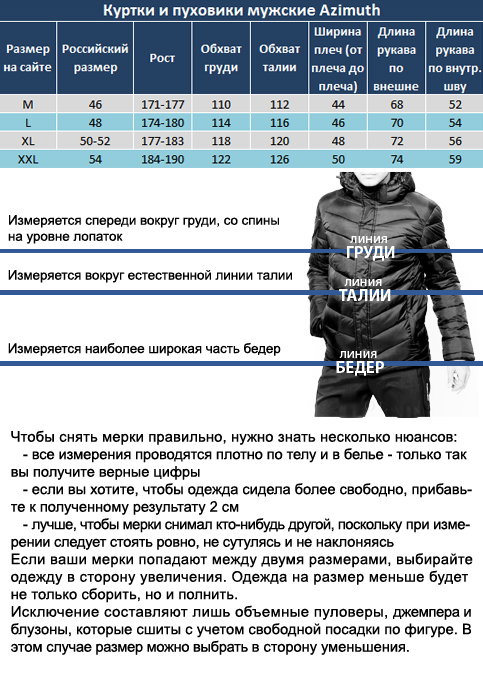 Куртки и пуховики мужские Azimuth
Размер на сайте | Российский размер | Рост | Обхват груди | Обхват талии | Ширина плеч (от плеча до плеча) | Длина рукава по внешне | Длина рукава по внутр. шву
M | 46 | 171-177 | 110 | 112 | 44 | 68 | 52
L | 48 | 174-180 | 114 | 116 | 46 | 70 | 54
XL | 50-52 | 177-183 | 118 | 120 | 48 | 72 | 56
XXL | 54 | 184-190 | 122 | 126 | 50 | 74 | 59
Измеряется спереди вокруг груди, со спины
на уровне лопаток
ЛИНИЯ
ГРУДИ
Измеряется вокруг естественной линии талии
ЛИНИЯ
ТАЛИИ
Измеряется наиболее широкая часть бедер
ЛИНИЯ
БЕДЕР
Чтобы снять мерки правильно, нужно знать несколько нюансов:
- все измерения проводятся плотно по телу и в белье - только так
вы получите верные цифры
- если вы хотите, чтобы одежда сидела более свободно, прибавь-
те к полученному результату 2 см
- лучше, чтобы мерки снимал кто-нибудь другой, поскольку при изме-
рении следует стоять ровно, не сутулясь и не наклоняясь
Если ваши мерки попадают между двумя размерами, выбирайте
одежду в сторону увеличения. Одежда на размер меньше будет
не только сборить, но и полнить.
Исключение составляют лишь объемные пуловеры, джемпера и
блузоны, которые сшиты с учетом свободной посадки по фигуре. В
этом случае размер можно выбрать в сторону уменьшения.